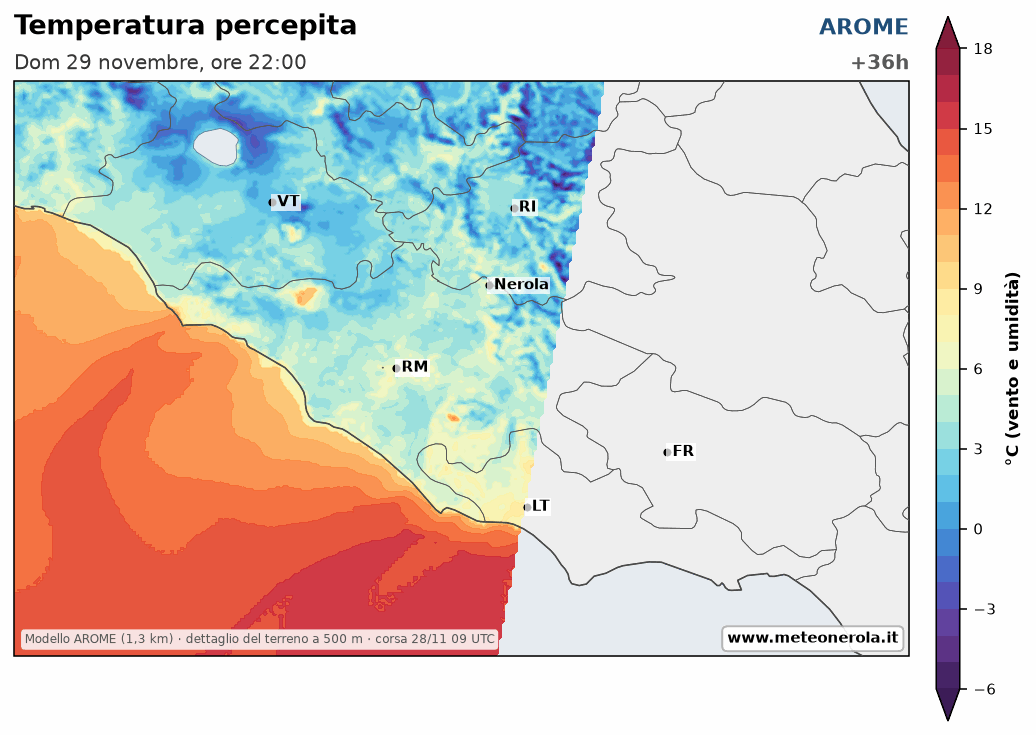 Temperatura percepita
AROME
Dom 29 novembre, ore 22:00
+36h
VT
RI
Nerola
RM
FR
LT
18
15
12
9
6
3
0
−3
−6
°C (vento e umidità)
Modello AROME (1,3 km) · dettaglio del terreno a 500 m · corsa 28/11 09 UTC
www.meteonerola.it